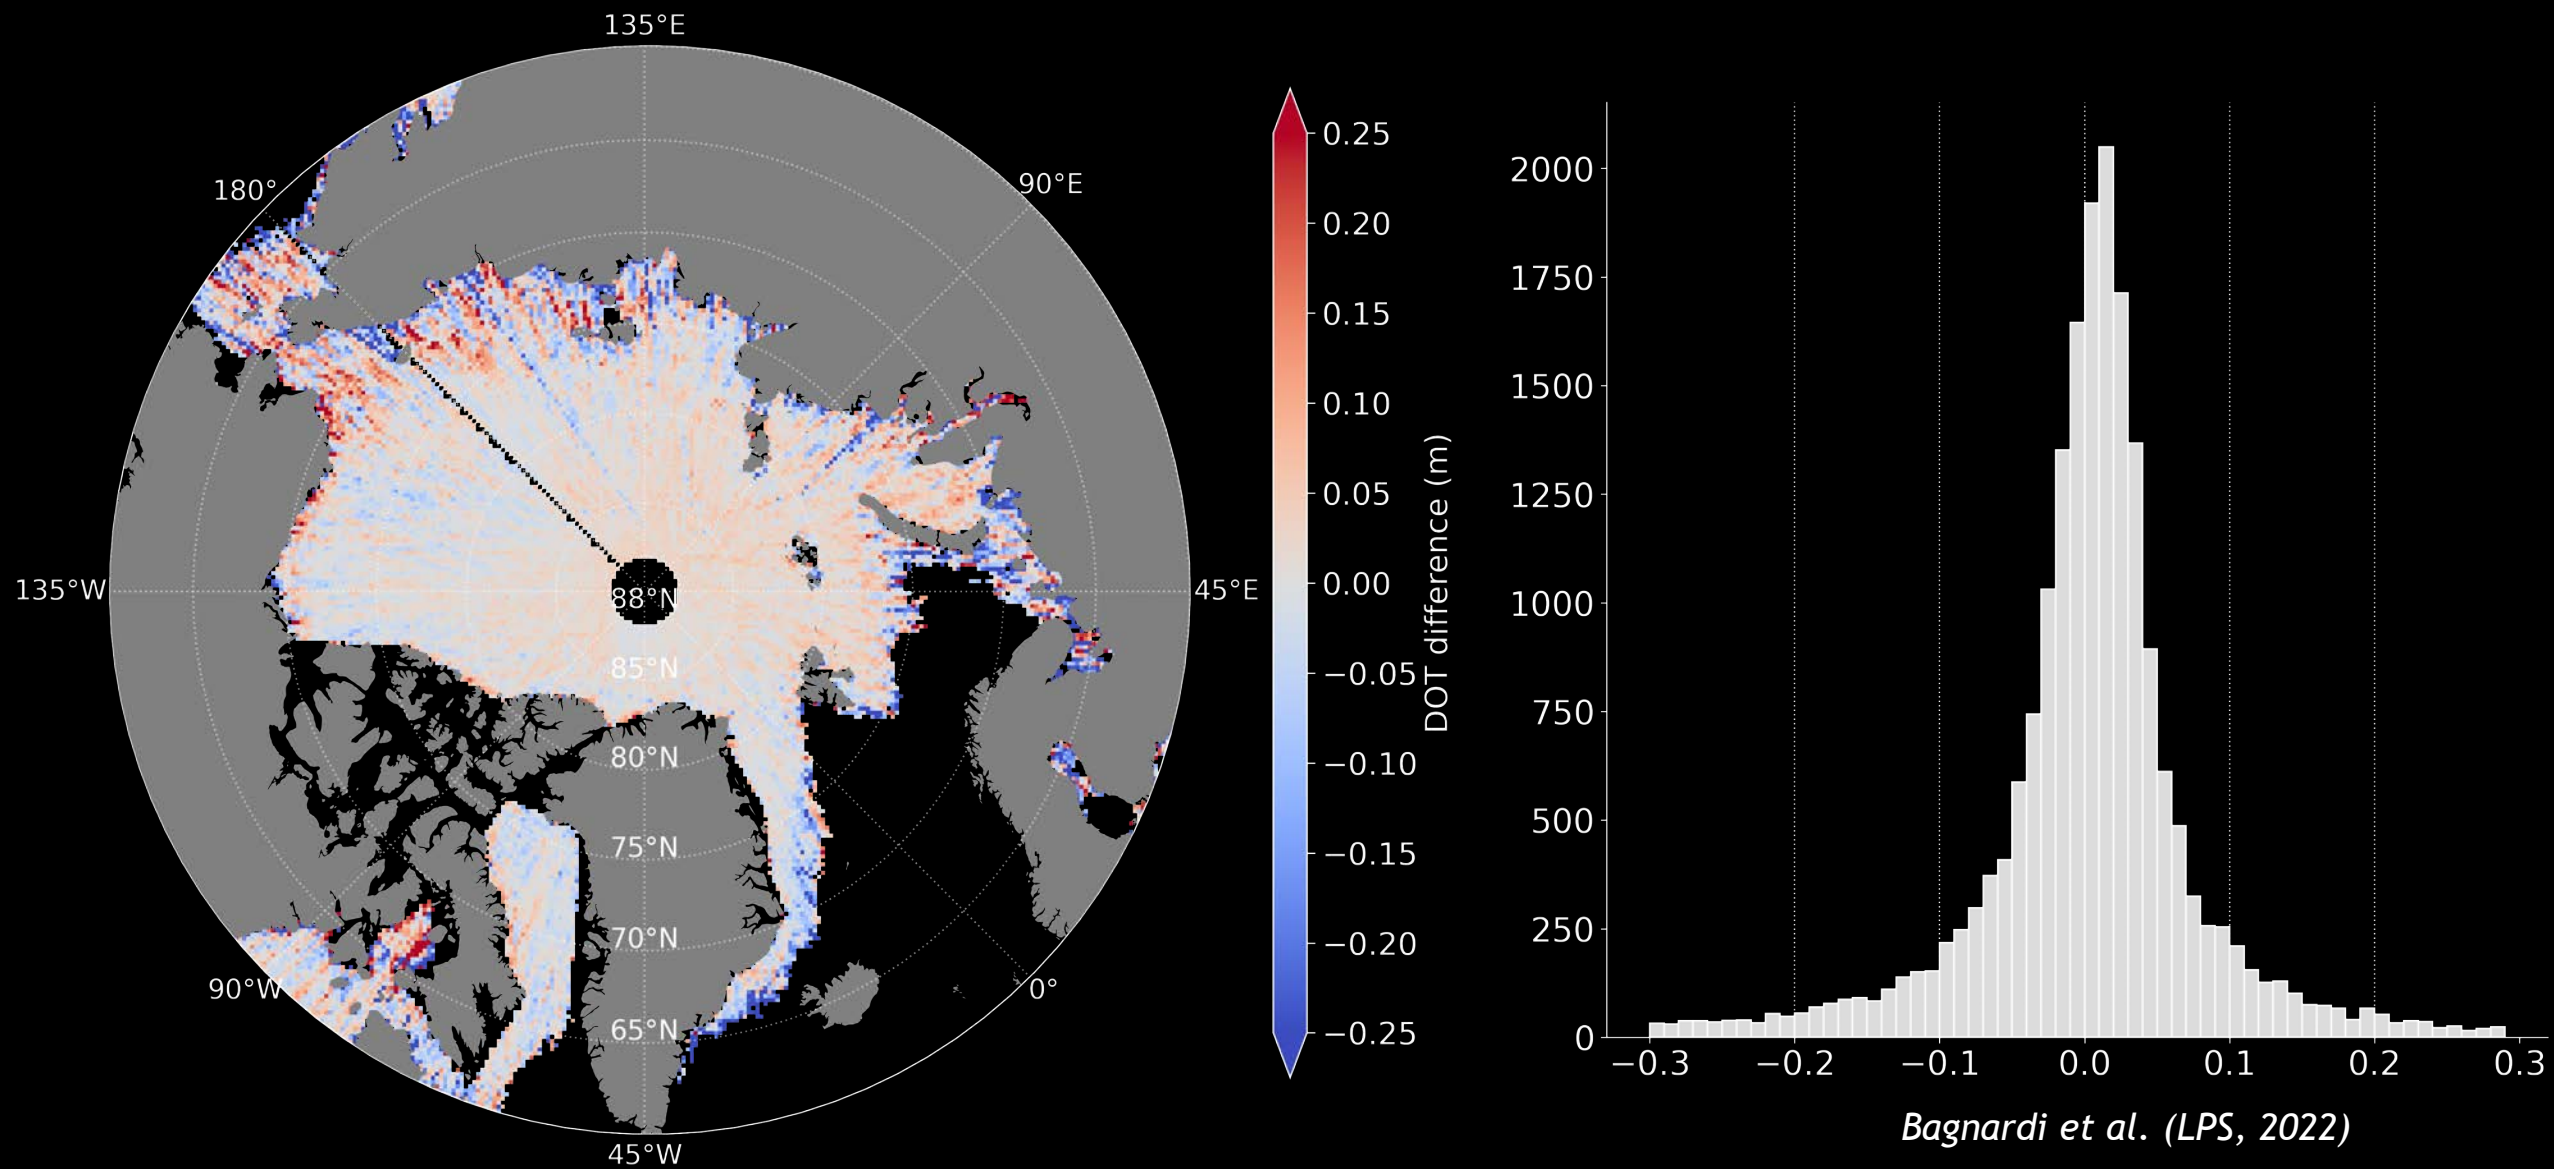 135°E
180°
90°E
135°W
45°E
88°N
85°N
80°N
75°N
70°N
65°N
90°W
0°
45°W
0.25
0.20
0.15
0.10
0.05
0.00
−0.05
−0.10
−0.15
−0.20
−0.25
DOT difference (m)
2000
1750
1500
1250
1000
750
500
250
0
−0.3 −0.2 −0.1 0.0 0.1 0.2 0.3
Bagnardi et al. (LPS, 2022)